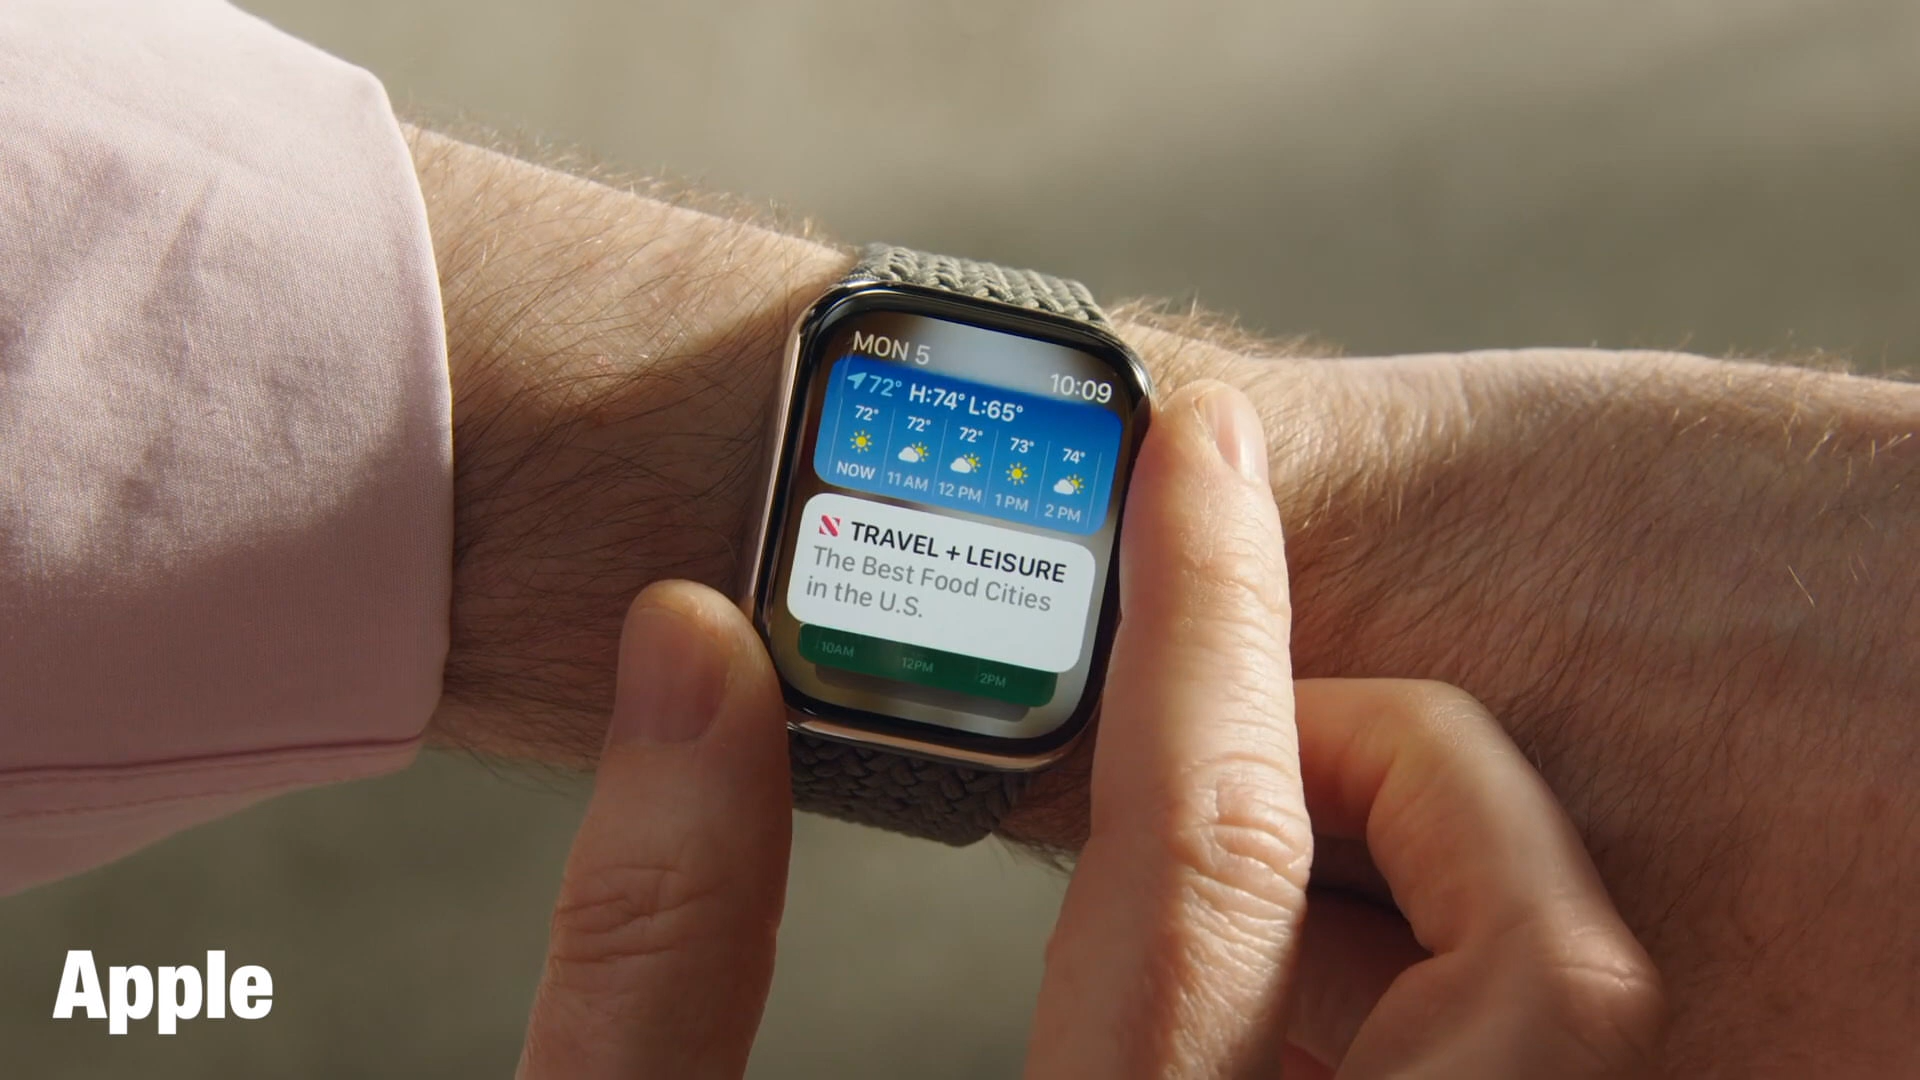 MON 5
10:09
72° H:74° L:65°
72° 72° 72° 73° 74°
NOW 11 AM 12 PM 1 PM 2 PM
TRAVEL + LEISURE
The Best Food Cities
in the U.S.
10AM 12PM 2PM
Apple